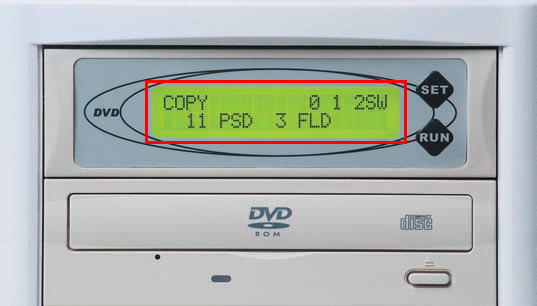 COPY 0 1 2SW
11 PSD 3 FLD
DVD
SET
RUN
DVD
ROM
COMPACT
disc